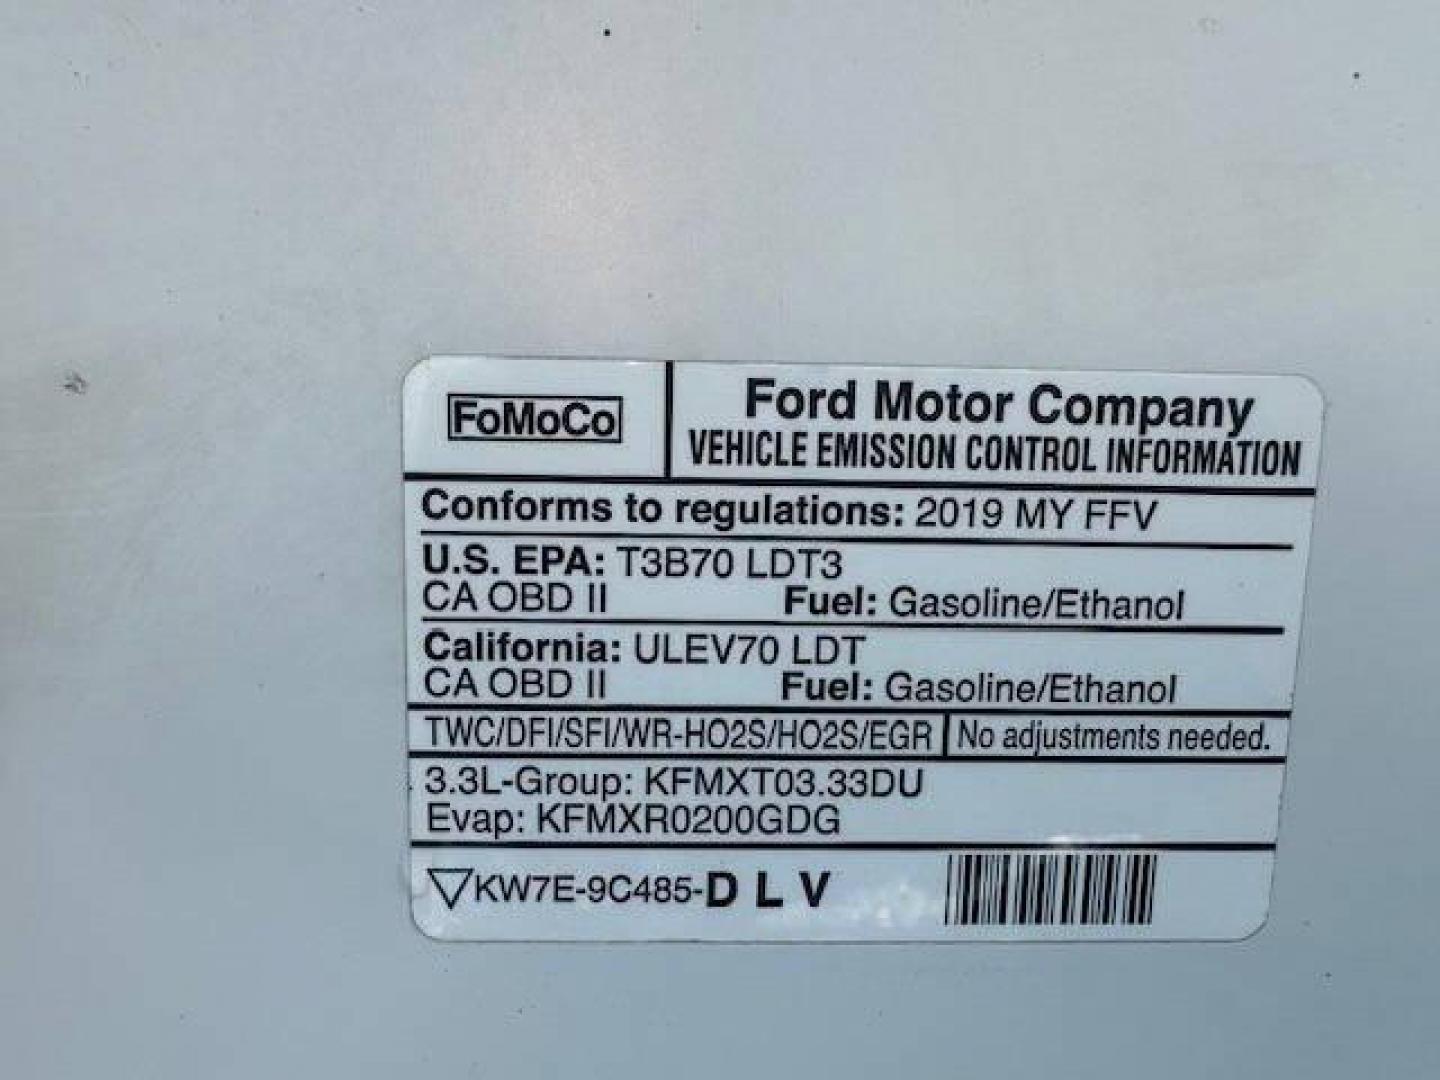 FoMoCo
Ford Motor Company
VEHICLE EMISSION CONTROL INFORMATION
Conforms to regulations: 2019 MY FFV
U.S. EPA: T3B70 LDT3
CA OBD II Fuel: Gasoline/Ethanol
California: ULEV70 LDT
CA OBD II Fuel: Gasoline/Ethanol
TWC/DFI/SFI/WR-HO2S/HO2S/EGR No adjustments needed.
3.3L-Group: KFMXT03.33DU
Evap: KFMXR0200GDG
KW7E-9C485-D L V